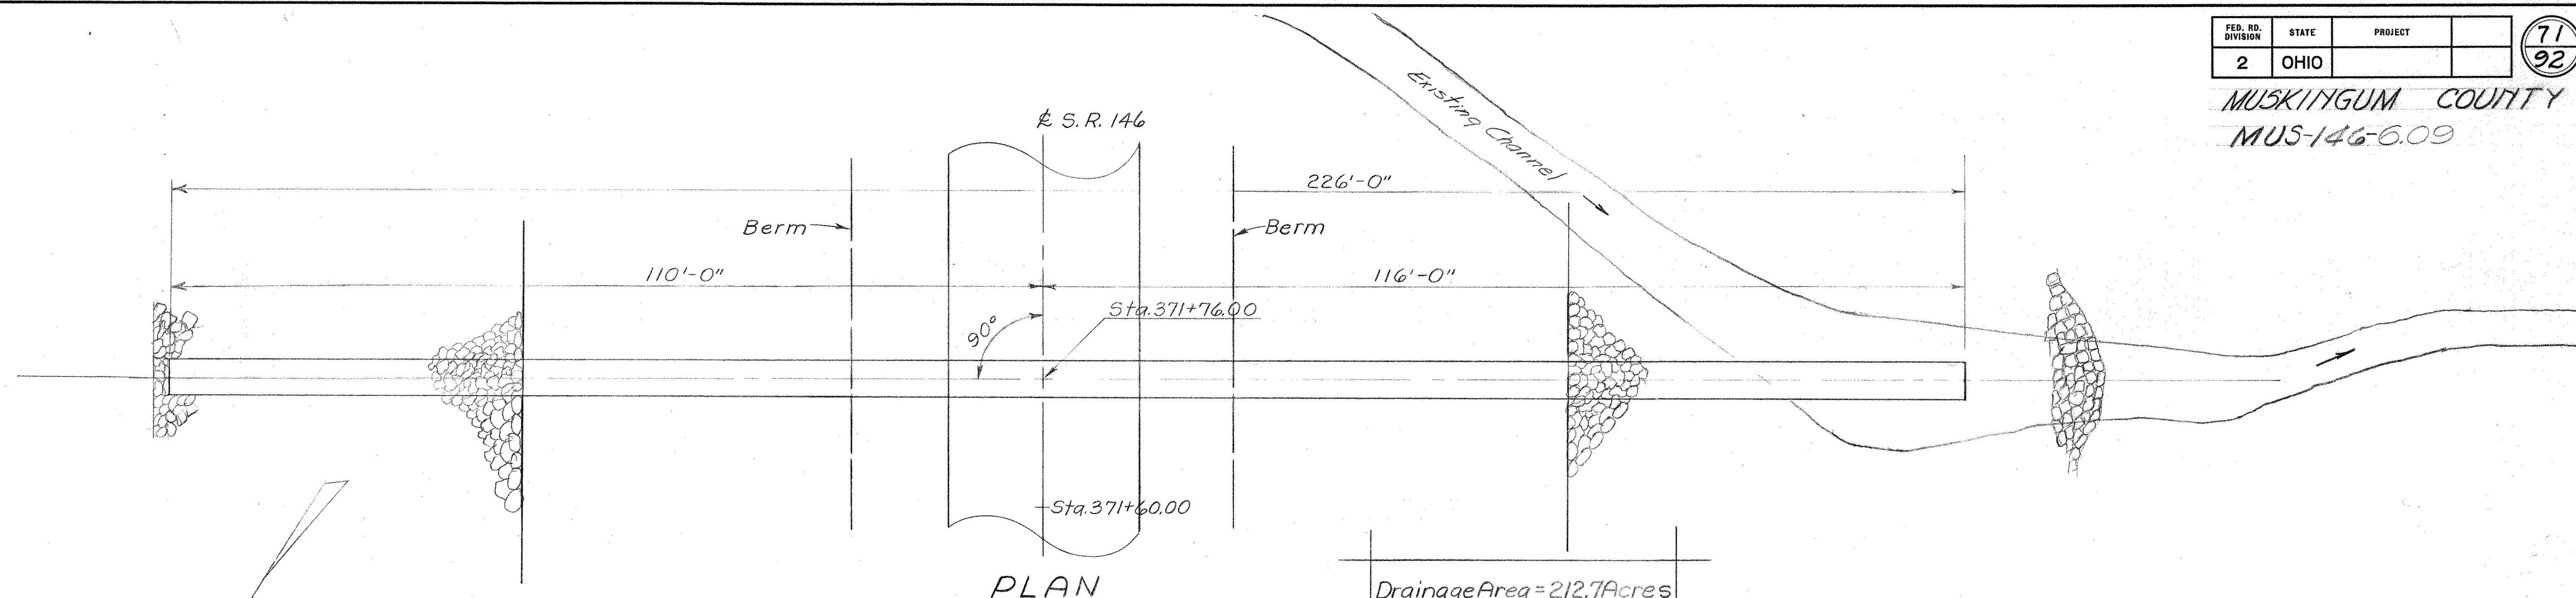 FED. RD. DIVISION STATE PROJECT
2 OHIO
71
92
MUSKINGUM COUNTY
MUS-146-6.09
Existing Channel
℄ S. R. 146
226'-0"
Berm
Berm
110'-0"
116'-0"
Sta.371+76.00
90°
Sta.371+60.00
PLAN
Drainage Area = 212.7 Acres